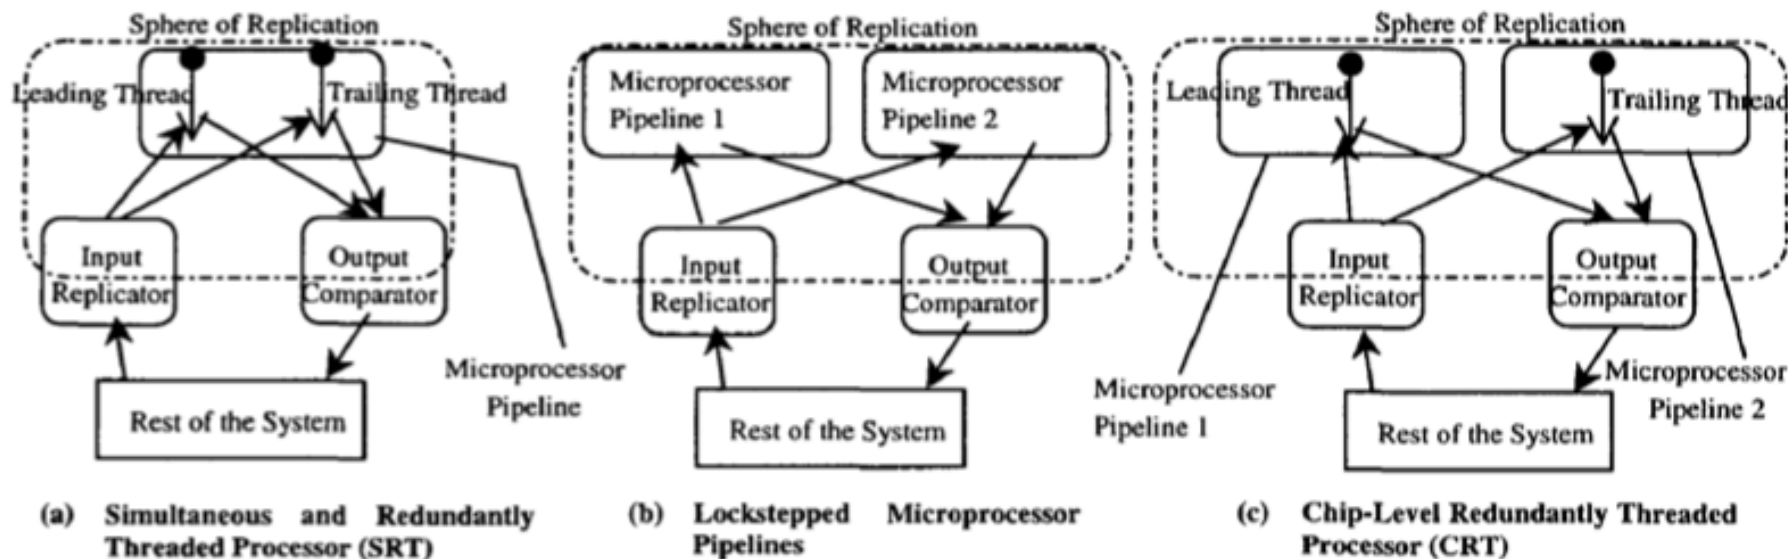 Sphere of Replication
Leading Thread
Trailing Thread
Input
Replicator
Output
Comparator
Microprocessor
Pipeline
Rest of the System
(a) Simultaneous and Redundantly
Threaded Processor (SRT)
Sphere of Replication
Microprocessor
Pipeline 1
Microprocessor
Pipeline 2
Input
Replicator
Output
Comparator
Rest of the System
(b) Lockstepped Microprocessor
Pipelines
Sphere of Replication
Leading Thread
Trailing Thread
Input
Replicator
Output
Comparator
Microprocessor
Pipeline 1
Microprocessor
Pipeline 2
Rest of the System
(c) Chip-Level Redundantly Threaded
Processor (CRT)